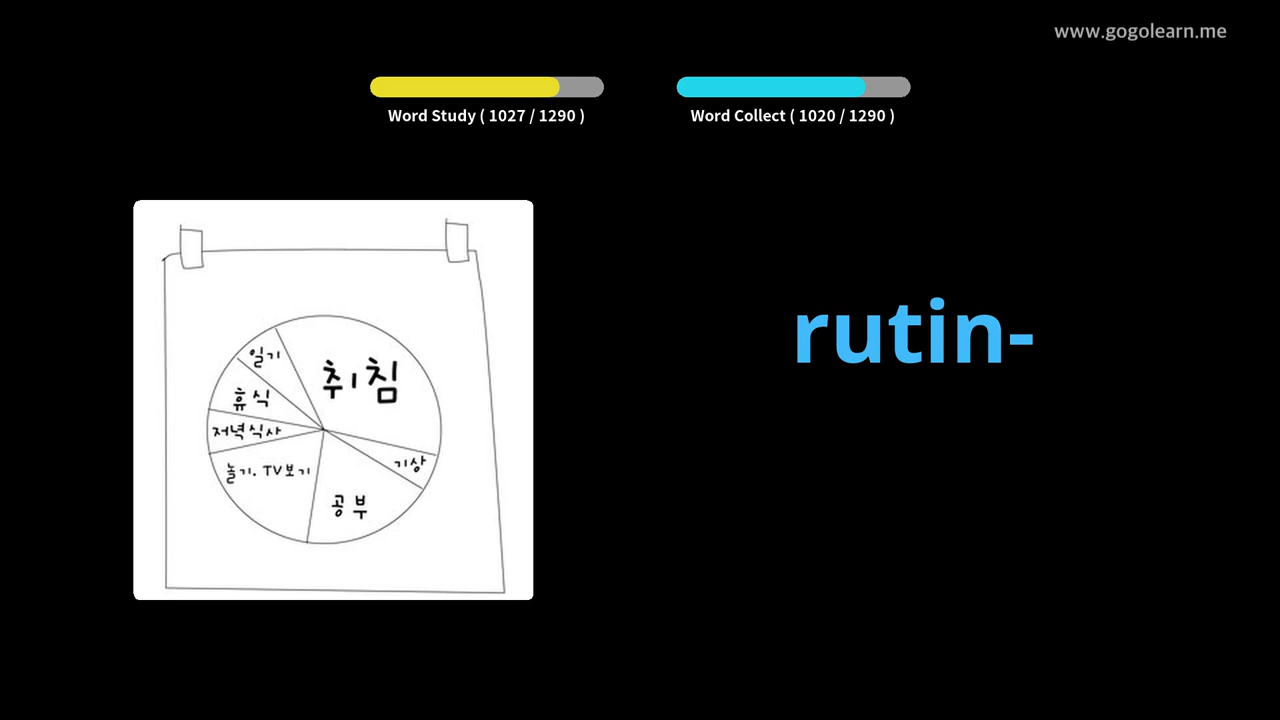 www.gogolearn.me
Word Study ( 1027 / 1290 )
Word Collect ( 1020 / 1290 )
일기
취침
휴식
저녁식사
기상
놀기. TV보기
공부
rutin-